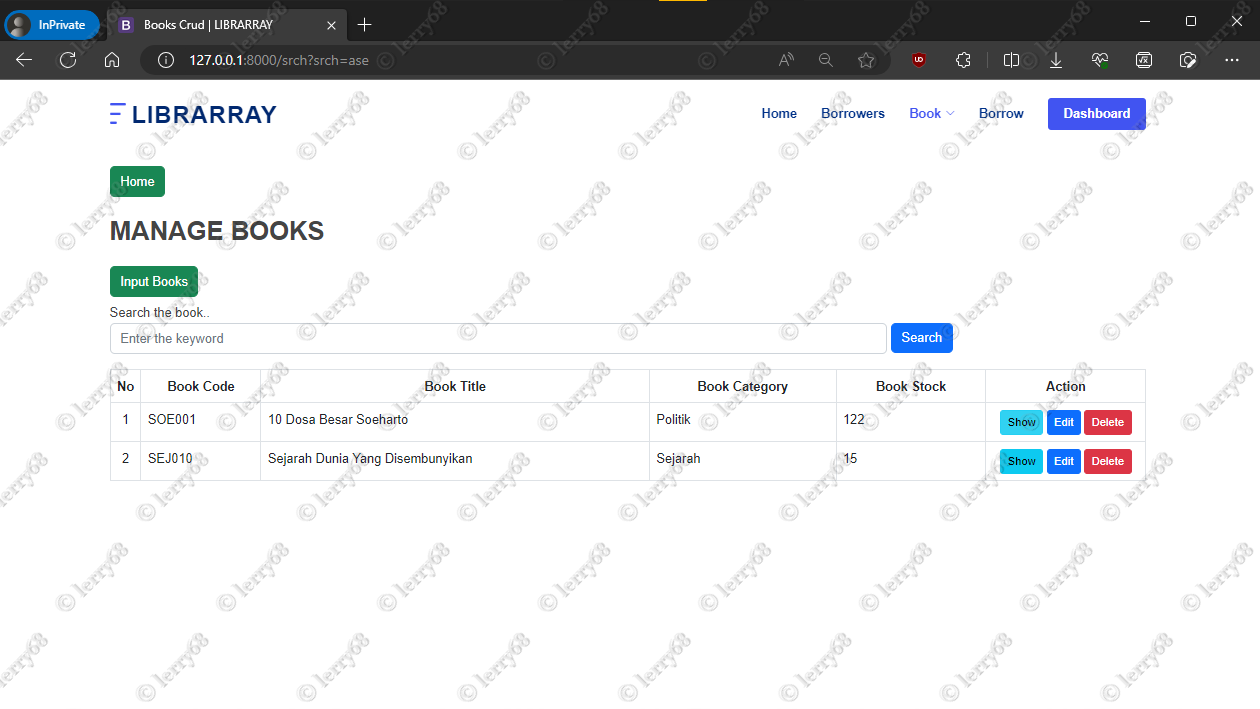 InPrivate
B Books Crud | LIBRARRAY
127.0.0.1:8000/srch?srch=ase
LIBRARRAY
Home Borrowers Book Borrow Dashboard
Home
MANAGE BOOKS
Input Books
Search the book..
Enter the keyword Search
No Book Code Book Title Book Category Book Stock Action
1 SOE001 10 Dosa Besar Soeharto Politik 122 Show Edit Delete
2 SEJ010 Sejarah Dunia Yang Disembunyikan Sejarah 15 Show Edit Delete
© lerry68